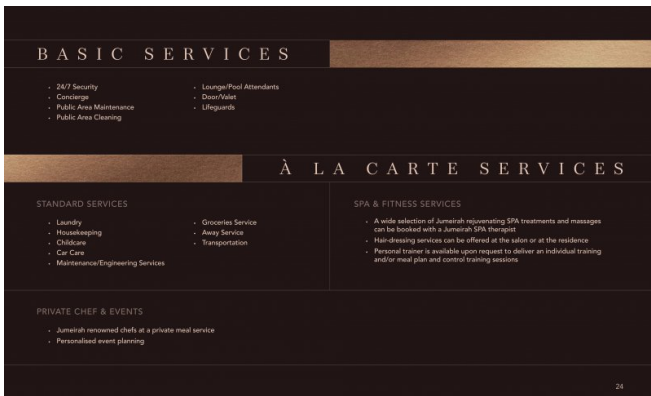 BASIC SERVICES
• 24/7 Security
• Concierge
• Public Area Maintenance
• Public Area Cleaning
• Lounge/Pool Attendants
• Door/Valet
• Lifeguards
À LA CARTE SERVICES
STANDARD SERVICES
• Laundry
• Housekeeping
• Childcare
• Car Care
• Maintenance/Engineering Services
• Groceries Service
• Away Service
• Transportation
SPA & FITNESS SERVICES
• A wide selection of Jumeirah rejuvenating SPA treatments and massages
can be booked with a Jumeirah SPA therapist
• Hair-dressing services can be offered at the salon or at the residence
• Personal trainer is available upon request to deliver an individual training
and/or meal plan and control training sessions
PRIVATE CHEF & EVENTS
• Jumeirah renowned chefs at a private meal service
• Personalised event planning
24